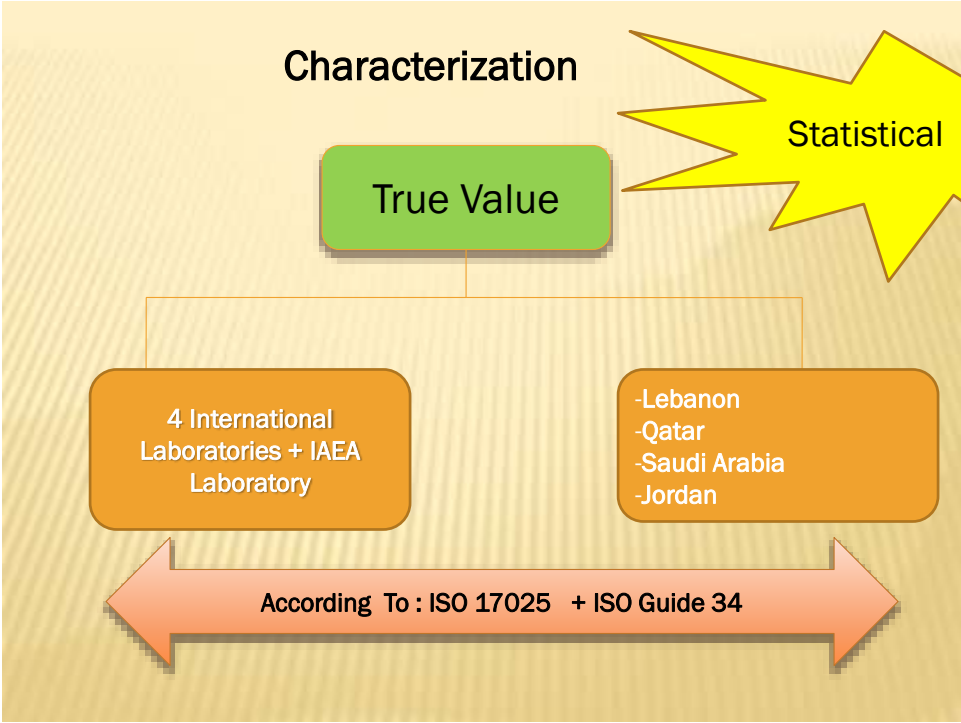 Characterization
Statistical
True Value
4 International
Laboratories + IAEA
Laboratory
-Lebanon
-Qatar
-Saudi Arabia
-Jordan
According To : ISO 17025 + ISO Guide 34